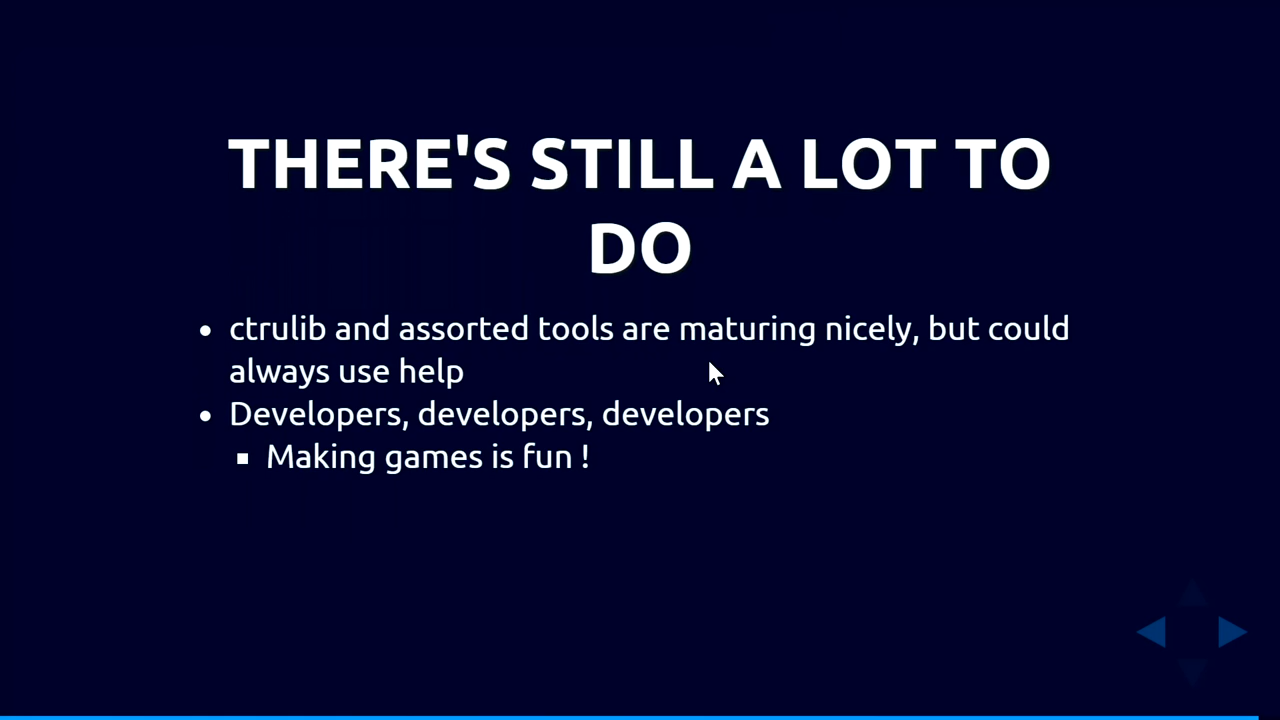 THERE'S STILL A LOT TO
DO
ctrulib and assorted tools are maturing nicely, but could
always use help
Developers, developers, developers
Making games is fun !